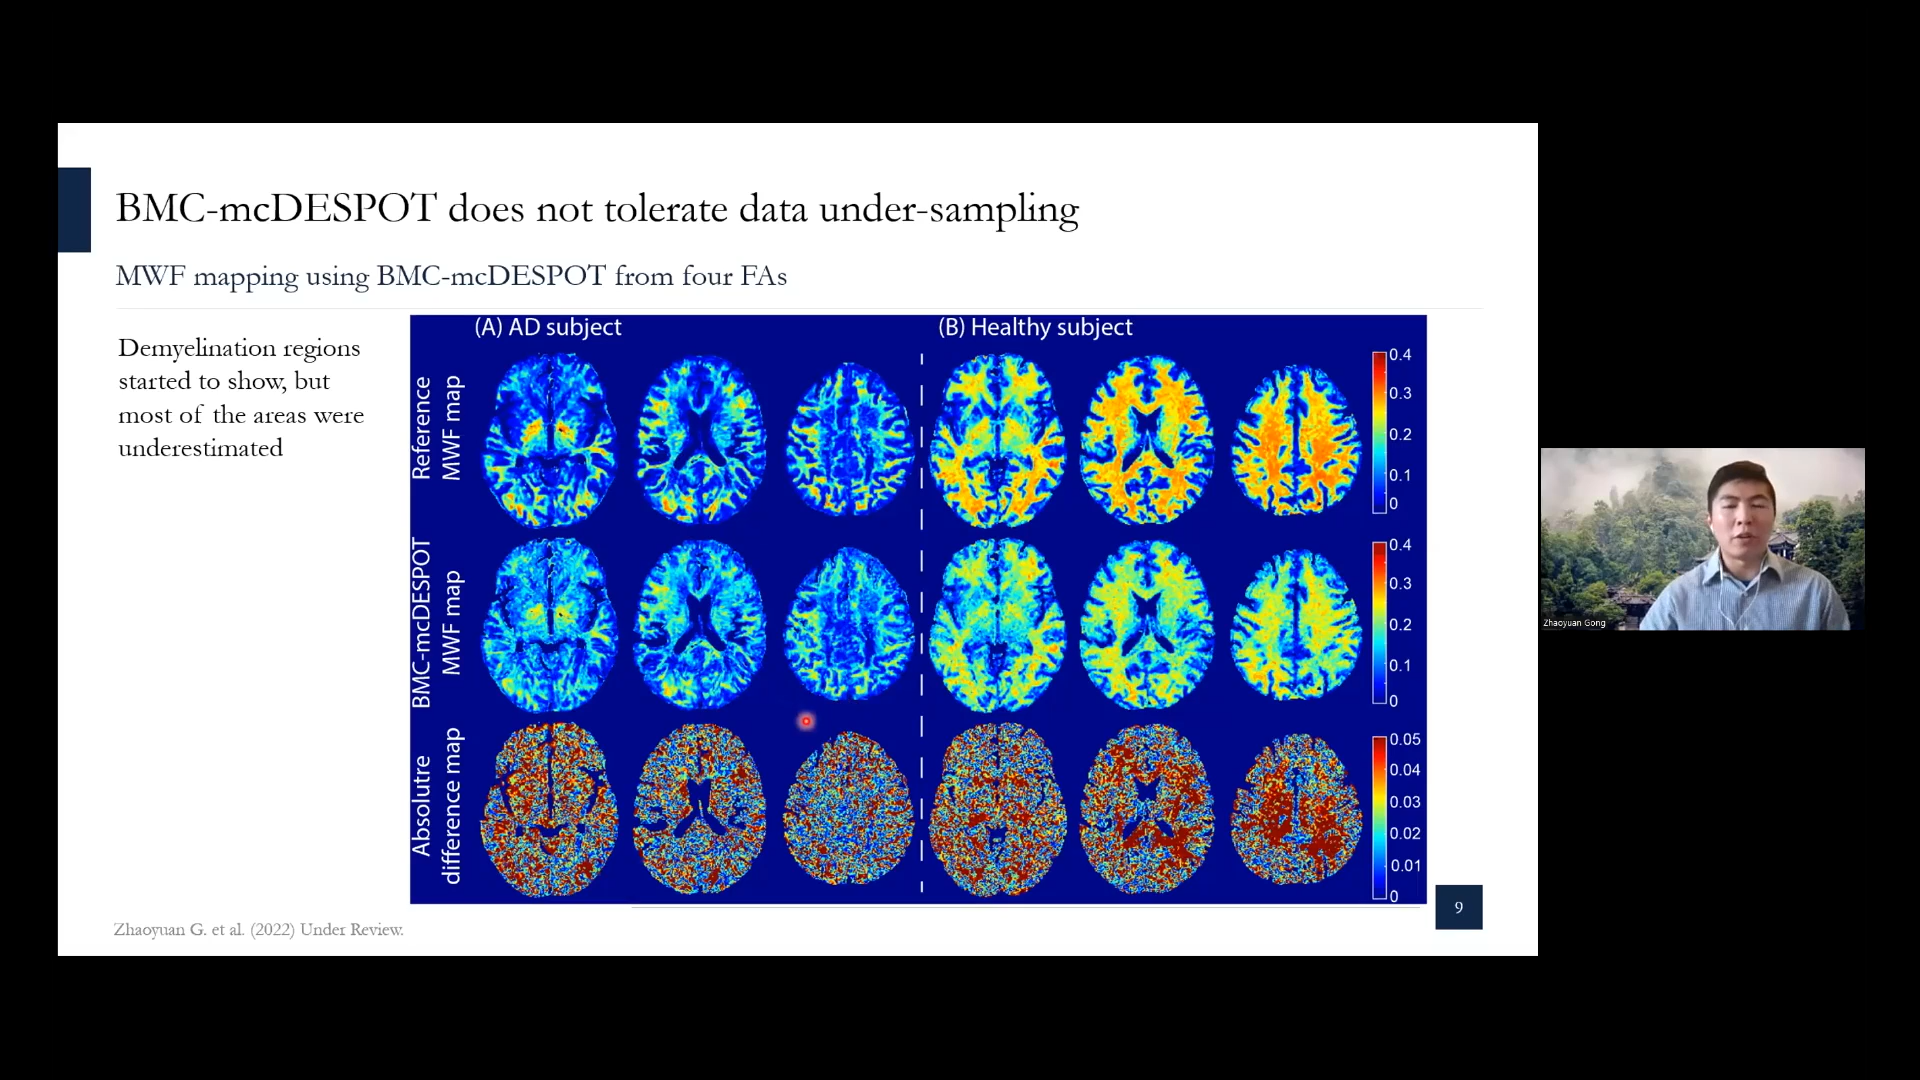 BMC-mcDESPOT does not tolerate data under-sampling
MWF mapping using BMC-mcDESPOT from four FAs
Demyelination regions
started to show, but
most of the areas were
underestimated
(A) AD subject
(B) Healthy subject
Reference
MWF map
0.4
0.3
0.2
0.1
0
BMC-mcDESPOT
MWF map
0.4
0.3
0.2
0.1
0
Absolutre
difference map
0.05
0.04
0.03
0.02
0.01
0
Zhaoyuan G. et al. (2022) Under Review.
9
Zhaoyuan Gong